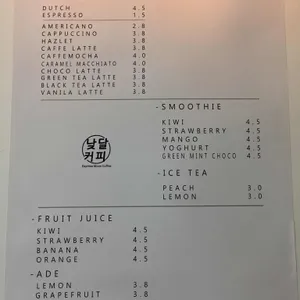 DUTCH 4.5
ESPRESSO 1.5
AMERICANO 2.8
CAPPUCCINO 3.8
HAZLET 3.8
CAFFE LATTE 3.8
CAFFEMOCHA 4.0
CARAMEL MACCHIATO 4.0
CHOCO LATTE 3.8
GREEN TEA LATTE 3.8
BLACK TEA LATTE 3.8
VANILA LATTE 3.8
낮달
커피
-SMOOTHIE
KIWI 4.5
STRAWBERRY 4.5
MANGO 4.5
YOGHURT 4.5
GREEN MINT CHOCO 4.5
-ICE TEA
PEACH 3.0
LEMON 3.0
-FRUIT JUICE
KIWI 4.5
STRAWBERRY 4.5
BANANA 4.5
ORANGE 4.5
-ADE
LEMON 3.8
GRAPEFRUIT 3.8